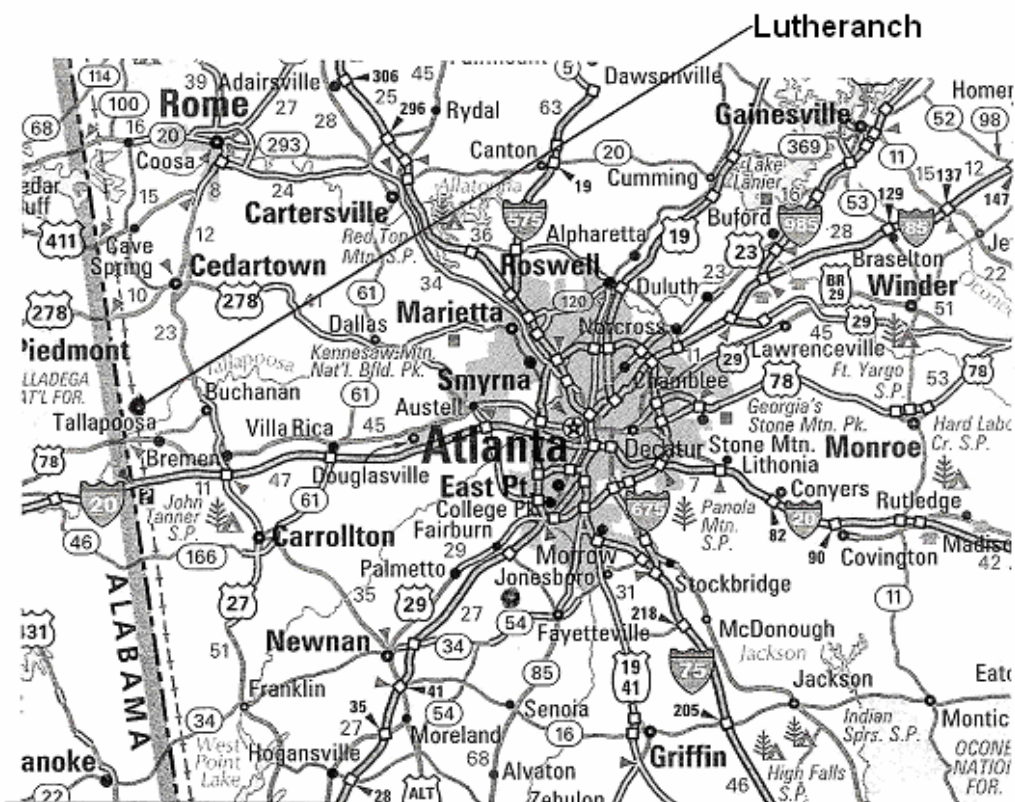 Lutheranch
306
45
5
Dawsonville
114
39
Adairsville
25
Rydal
63
Homer
100
Rome
27
296
Gainesville
52
98
68
16
20
28
Canton
20
369
11
Coosa
293
19
Cumming
Lake
Lanier
15
137
12
8
24
Allatoona
16
129
147
15
Cartersville
575
Buford
985
53
85
411
Cave
Spring
12
Red Top
Mtn. S.P.
36
Alpharetta
19
23
28
Braselton
Cedartown
34
Roswell
22
10
278
41
61
120
Duluth
23
BR
29
Winder
278
23
Dallas
Marietta
Norcross
29
51
Piedmont
Kennesaw Mtn.
Nat'l. Bfld. Pk.
11
29
45
Lawrenceville
Tallapoosa
Smyrna
Chamblee
78
Ft. Yargo
S.P.
53
78
Buchanan
61
Austell
Georgia's
Stone Mtn. Pk.
Tallapoosa
Villa Rica
45
Atlanta
Decatur
Stone Mtn.
Monroe
Hard Labo
Cr. S.P.
78
Bremen
Lithonia
47
Douglasville
East Pt.
7
Conyers
11
John
Tanner
S.P.
61
College Pk.
675
Panola
Mtn.
S.P.
Rutledge
20
Fairburn
20
46
Carrollton
82
90
Covington
Madiso
166
29
Morrow
42
Palmetto
Jonesboro
Stockbridge
ALABAMA
27
35
29
27
31
11
54
218
431
Newnan
34
Fayetteville
McDonough
51
Jackson
85
19
41
75
Jackson
Franklin
41
34
35
54
Senoia
205
Indian
Sprs. S.P.
Montic
West
Point
Lake
27
Moreland
16
Hogansville
68
Griffin
OCONE
NATIO
FOR.
anoke
Alvaton
46
High Falls
S.P.
22
28
ALT
Zebulon